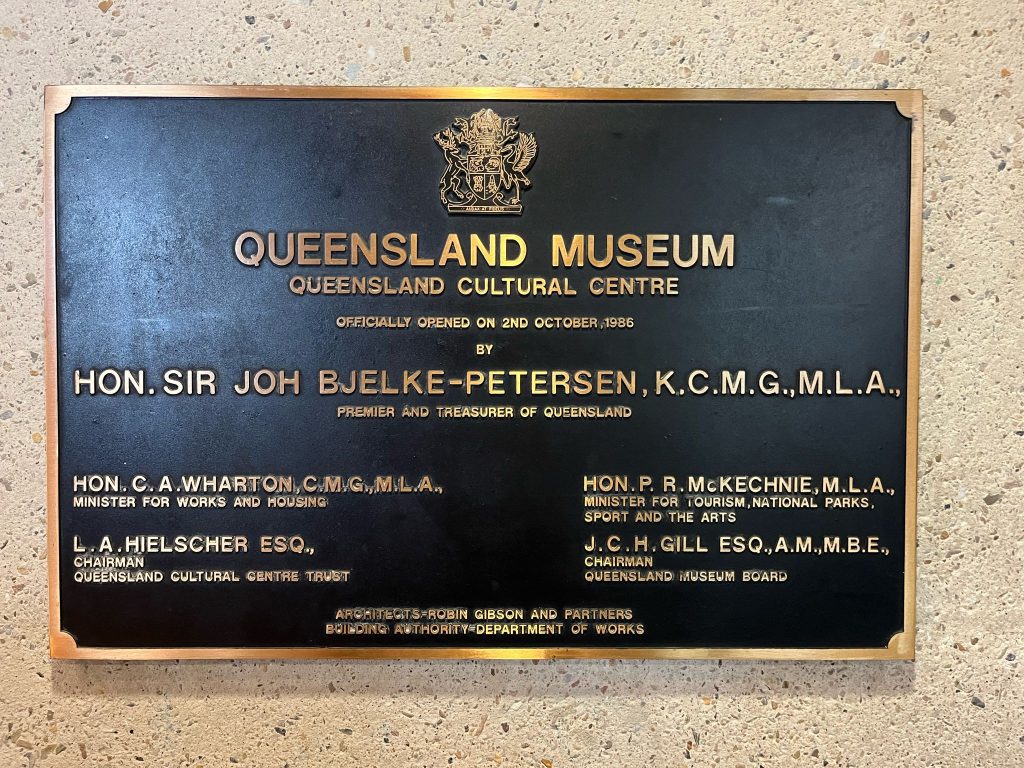 AUDAX AT FIDELIS
QUEENSLAND MUSEUM
QUEENSLAND CULTURAL CENTRE
OFFICIALLY OPENED ON 2ND OCTOBER, 1986
BY
HON. SIR JOH BJELKE-PETERSEN, K.C.M.G., M.L.A.,
PREMIER AND TREASURER OF QUEENSLAND
HON. C. A. WHARTON, C.M.G., M.L.A.,
MINISTER FOR WORKS AND HOUSING
L. A. HIELSCHER ESQ.,
CHAIRMAN
QUEENSLAND CULTURAL CENTRE TRUST
HON. P. R. McKECHNIE, M.L.A.,
MINISTER FOR TOURISM, NATIONAL PARKS,
SPORT AND THE ARTS
J. C. H. GILL ESQ., A.M., M.B.E.,
CHAIRMAN
QUEENSLAND MUSEUM BOARD
ARCHITECTS-ROBIN GIBSON AND PARTNERS
BUILDING AUTHORITY-DEPARTMENT OF WORKS